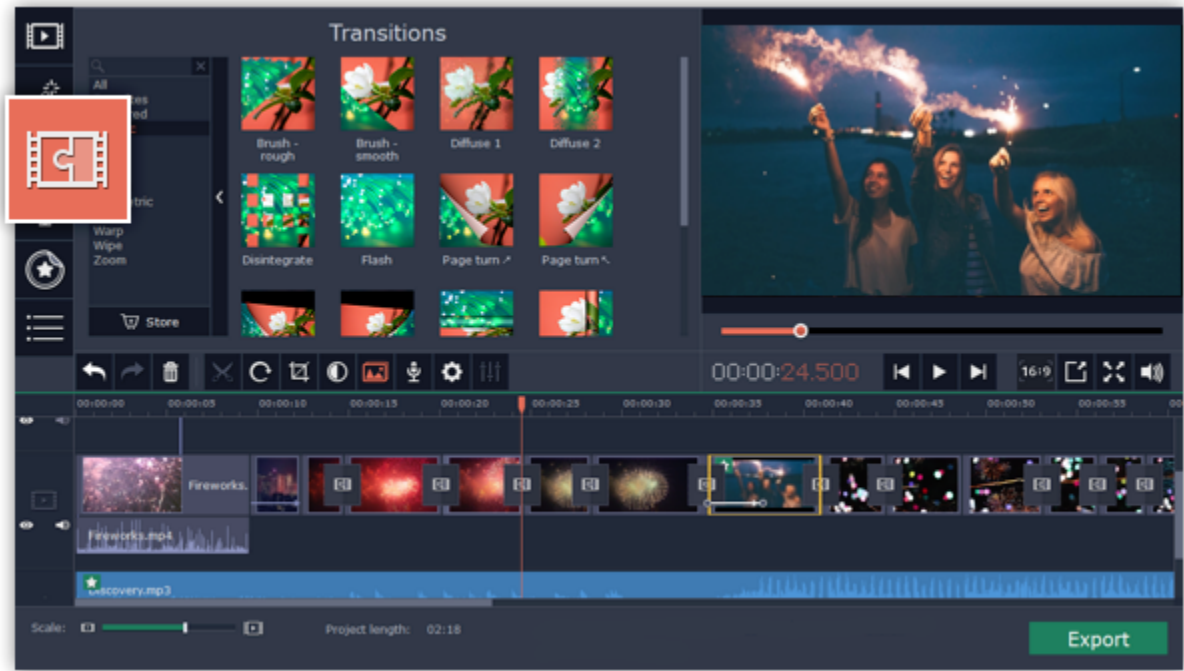 Transitions
All
Warp
Wipe
Zoom
Store
Brush -
rough
Brush -
smooth
Diffuse 1
Diffuse 2
Disintegrate
Flash
Page turn ↗
Page turn ↖
00:00:24.500
16:9
00:00:00 00:00:05 00:00:10 00:00:15 00:00:20 00:00:25 00:00:30 00:00:35 00:00:40 00:00:45 00:00:50 00:00:55 00
Fireworks.
Fireworks.mp4
Discovery.mp3
Scale:
Project length: 02:18
Export